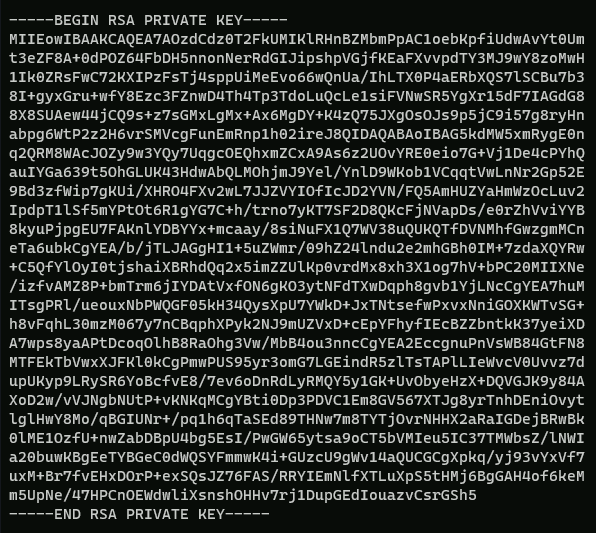 -----BEGIN RSA PRIVATE KEY-----
MIIEowIBAAKCAQEA7AOzdCdz0T2FkUMIKlRHnBZMbmPpAC1oebKpfiUdwAvYt0Um
t3eZF8A+0dPOZ64FbDH5nnonNerRdGIJipshpVGjfKEaFXvvpdTY3MJ9wY8zoMwH
1Ik0ZRsFwC72KXIPzFsTj4sppUiMeEvo66wQnUa/IhLTX0P4aERbXQS7lSCBu7b3
8I+gyxGru+wfY8Ezc3FZnwD4Th4Tp3TdoLuQcLe1siFVNwSR5YgXr15dF7IAGdG8
8X8SUAew44jCQ9s+z7sGMxLgMx+Ax6MgDY+K4zQ75JXgOsOJs9p5jC9i57g8ryHn
abpg6WtP2z2H6vrSMVcgFunEmRnp1h02ireJ8QIDAQABAoIBAG5kdMW5xmRygE0n
q2QRM8WAcJOZy9w3YQy7UqgcOEQhxmZCxA9As6z2UOvYRE0eio7G+Vj1De4cPYhQ
auIYGa639t5OhGLUK43HdwAbQLMOhjmJ9Yel/YnlD9WKob1VCqqtVwLnNr2Gp52E
9Bd3zfWip7gKUi/XHRO4FXv2wL7JJZVYIOfIcJD2YVN/FQ5AmHUZYaHmWzOcLuv2
IpdpT1lSf5mYPtOt6R1gYG7C+h/trno7yKT7SF2D8QKcFjNVapDs/e0rZhVviYYB
8kyuPjpgEU7FAKnlYDBYYx+mcaay/8siNuFX1Q7WV38uQUKQTfDVNMhfGwzgmMCn
eTa6ubkCgYEA/b/jTLJAGgHI1+5uZWmr/09hZ24lndu2e2mhGBh0IM+7zdaXQYRw
+C5QfYlOyI0tjshaiXBRhdQq2x5imZZUlKp0vrdMx8xh3X1og7hV+bPC20MIIXNe
/izfvAMZ8P+bmTrm6jIYDAtVxfON6gKO3ytNFdTXwDqph8gvb1YjLNcCgYEA7huM
ITsgPRl/ueouxNbPWQGF05kH34QysXpU7YWkD+JxTNtsefwPxvxNniGOXKWTvSG+
h8vFqhL30mzM067y7nCBqphXPyk2NJ9mUZVxD+cEpYFhyfIEcBZZbntkK37yeiXD
A7wps8yaAPtDcoqOlhB8RaOhg3Vw/MbB4ou3nncCgYEA2EccgnuPnVsWB84GtFN8
MTFEkTbVwxXJFKl0kCgPmwPUS95yr3omG7LGEindR5zlTsTAPlLIeWvcV0Uvvz7d
upUKyp9LRySR6YoBcfvE8/7ev6oDnRdLyRMQY5y1GK+UvObyeHzX+DQVGJK9y84A
XoD2w/vVJNgbNUtP+vKNKqMCgYBti0Dp3PDVC1Em8GV567XTJg8yrTnhDEniOvyt
lglHwY8Mo/qBGIUNr+/pq1h6qTaSEd89THNw7m8TYTjOvrNHHX2aRaIGDejBRwBk
0lME1OzfU+nwZabDBpU4bg5EsI/PwGW65ytsa9oCT5bVMIeu5IC37TMWbsZ/lNWI
a20buwKBgEeTYBGeC0dWQSYFmmwK4i+GUzcU9gWv14aQUCGCgXpkq/yj93vYxVf7
uxM+Br7fvEHxDOrP+exSQsJZ76FAS/RRYIEmNlfXTLuXpS5tHMj6BgGAH4of6keM
m5UpNe/47HPCnOEWdwliXsnshOHHv7rj1DupGEdIouazvCsrGSh5
-----END RSA PRIVATE KEY-----